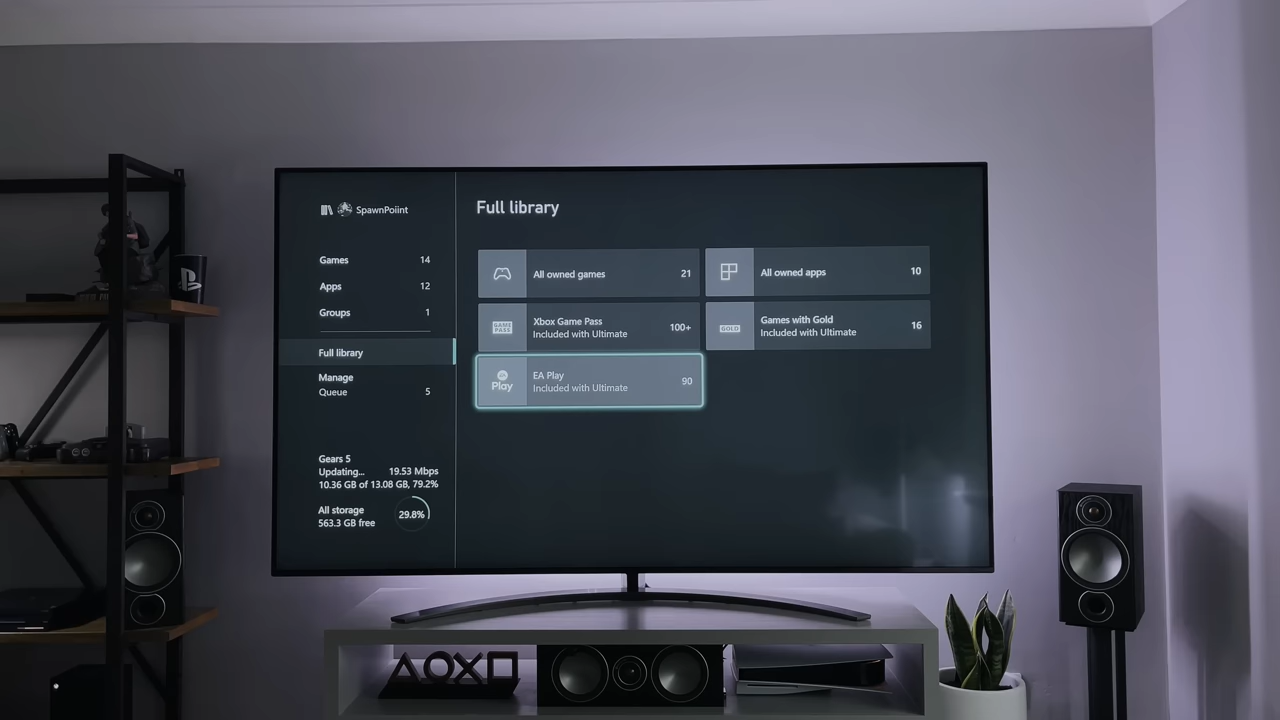 SpawnPoiint
Games 14
Apps 12
Groups 1
Full library
Manage
Queue 5
Gears 5
Updating... 19.53 Mbps
10.36 GB of 13.08 GB, 79.2%
All storage
563.3 GB free
29.8%
Full library
All owned games 21
All owned apps 10
GAME PASS
Xbox Game Pass
Included with Ultimate
100+
GOLD
Games with Gold
Included with Ultimate
16
EA
Play
EA Play
Included with Ultimate
90